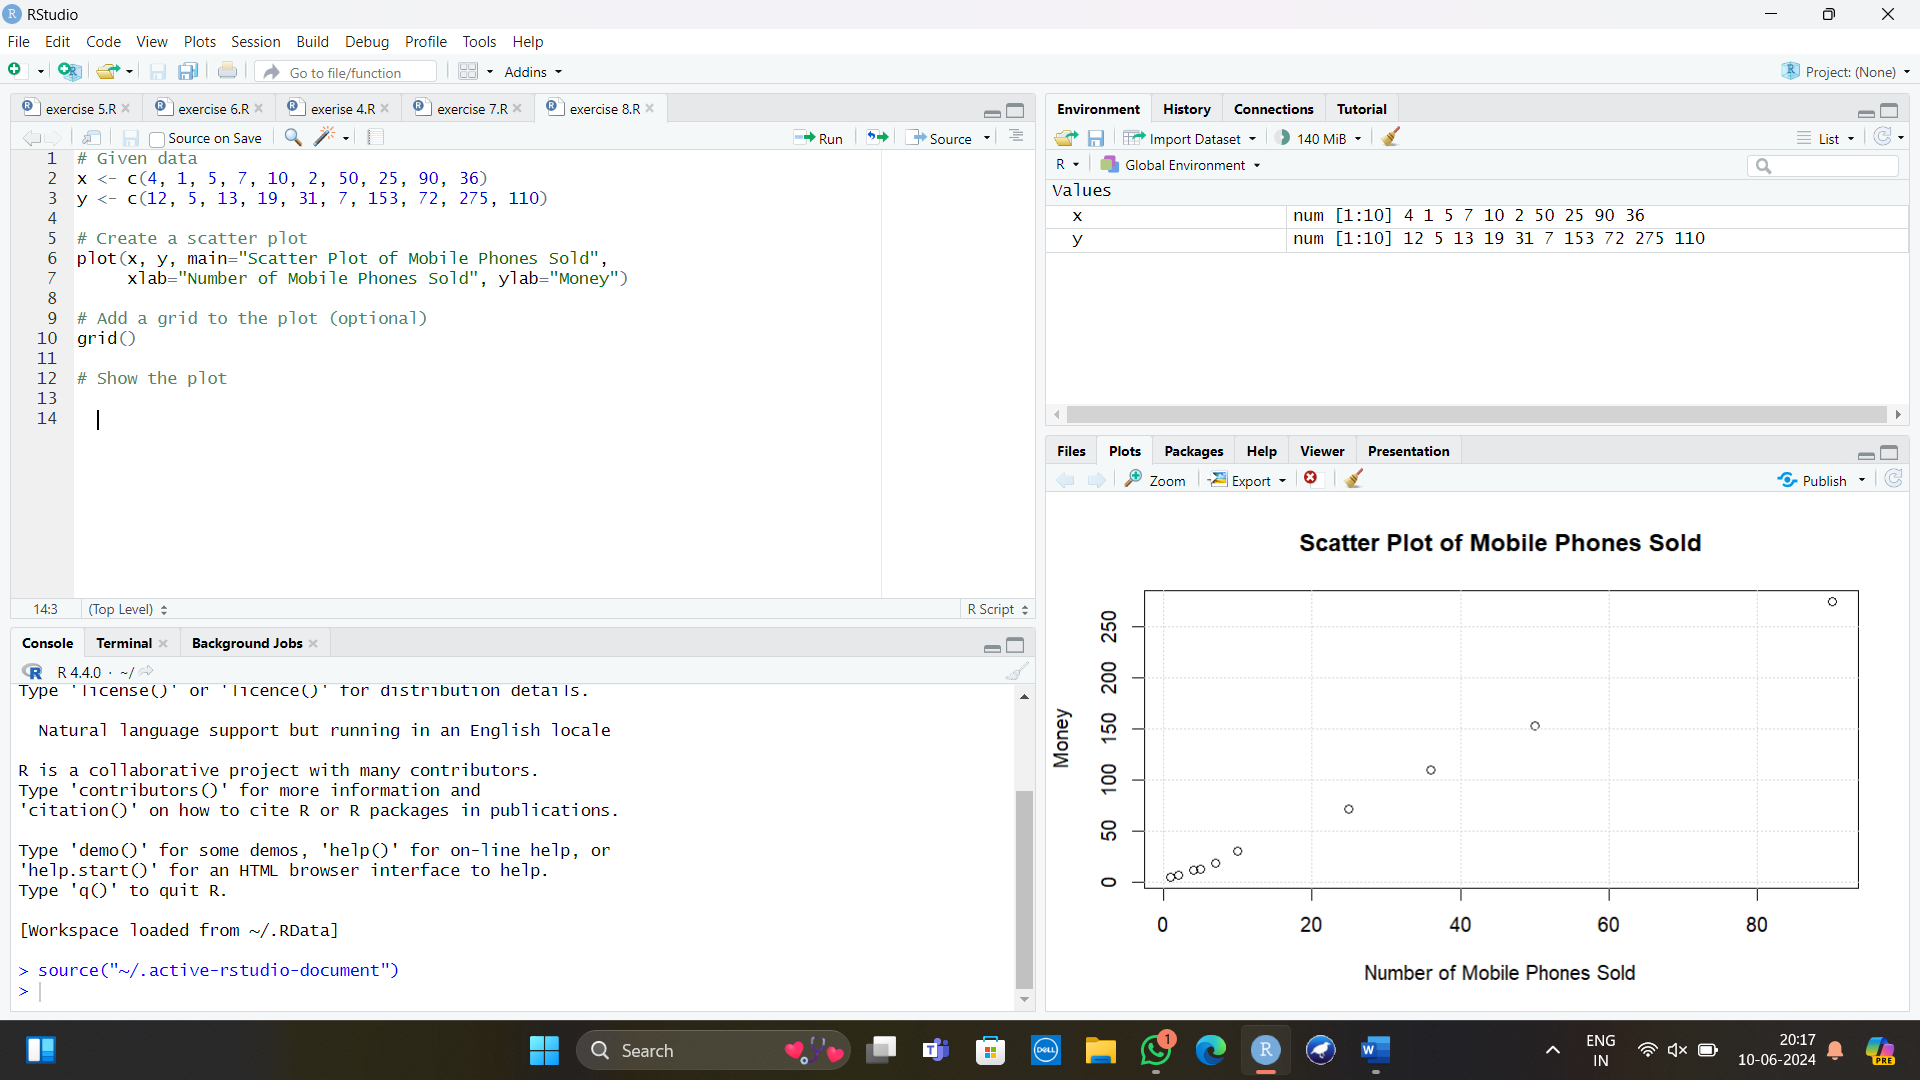 RStudio
File Edit Code View Plots Session Build Debug Profile Tools Help
Go to file/function Addins Project: (None)
exercise 5.R exercise 6.R exerise 4.R exercise 7.R exercise 8.R
Source on Save Run Source
1 # Given data
2 x <- c(4, 1, 5, 7, 10, 2, 50, 25, 90, 36)
3 y <- c(12, 5, 13, 19, 31, 7, 153, 72, 275, 110)
4
5 # Create a scatter plot
6 plot(x, y, main="Scatter Plot of Mobile Phones Sold",
7 xlab="Number of Mobile Phones Sold", ylab="Money")
8
9 # Add a grid to the plot (optional)
10 grid()
11
12 # Show the plot
13
14
14:3 (Top Level) R Script
Console Terminal Background Jobs
R 4.4.0 · ~/
Type 'license()' or 'licence()' for distribution details.
Natural language support but running in an English locale
R is a collaborative project with many contributors.
Type 'contributors()' for more information and
'citation()' on how to cite R or R packages in publications.
Type 'demo()' for some demos, 'help()' for on-line help, or
'help.start()' for an HTML browser interface to help.
Type 'q()' to quit R.
[Workspace loaded from ~/.RData]
> source("~/.active-rstudio-document")
>
Environment History Connections Tutorial
Import Dataset 140 MiB List
R Global Environment
Values
x num [1:10] 4 1 5 7 10 2 50 25 90 36
y num [1:10] 12 5 13 19 31 7 153 72 275 110
Files Plots Packages Help Viewer Presentation
Zoom Export Publish
Scatter Plot of Mobile Phones Sold
Money
250
200
150
100
50
0
0 20 40 60 80
Number of Mobile Phones Sold
Search DELL 1 R W PRE
ENG
IN
20:17
10-06-2024